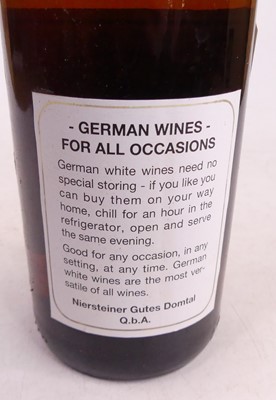 - GERMAN WINES -
FOR ALL OCCASIONS
German white wines need no
special storing - if you like you
can buy them on your way
home, chill for an hour in the
refrigerator, open and serve
the same evening.
Good for any occasion, in any
setting, at any time. German
white wines are the most ver-
satile of all wines.
Niersteiner Gutes Domtal
Q.b.A.